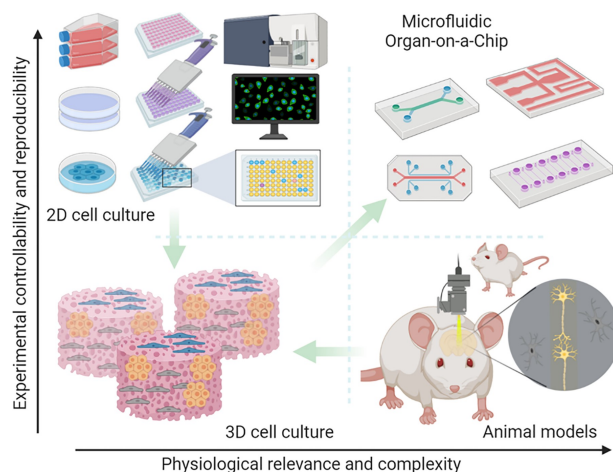 Microfluidic
Organ-on-a-Chip
2D cell culture
3D cell culture
Animal models
Experimental controllability and reproducibility
Physiological relevance and complexity